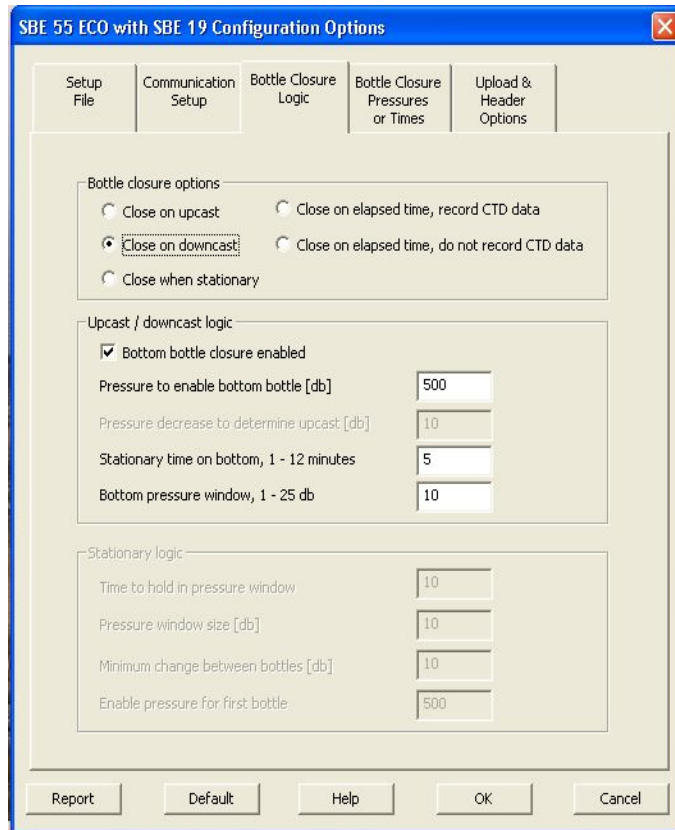 SBE 55 ECO with SBE 19 Configuration Options
Setup File
Communication Setup
Bottle Closure Logic
Bottle Closure Pressures or Times
Upload & Header Options
Bottle closure options
Close on upcast
Close on elapsed time, record CTD data
Close on downcast
Close on elapsed time, do not record CTD data
Close when stationary
Upcast / downcast logic
Bottom bottle closure enabled
Pressure to enable bottom bottle [db] 500
Pressure decrease to determine upcast [db] 10
Stationary time on bottom, 1 - 12 minutes 5
Bottom pressure window, 1 - 25 db 10
Stationary logic
Time to hold in pressure window 10
Pressure window size [db] 10
Minimum change between bottles [db] 10
Enable pressure for first bottle 500
Report Default Help OK Cancel